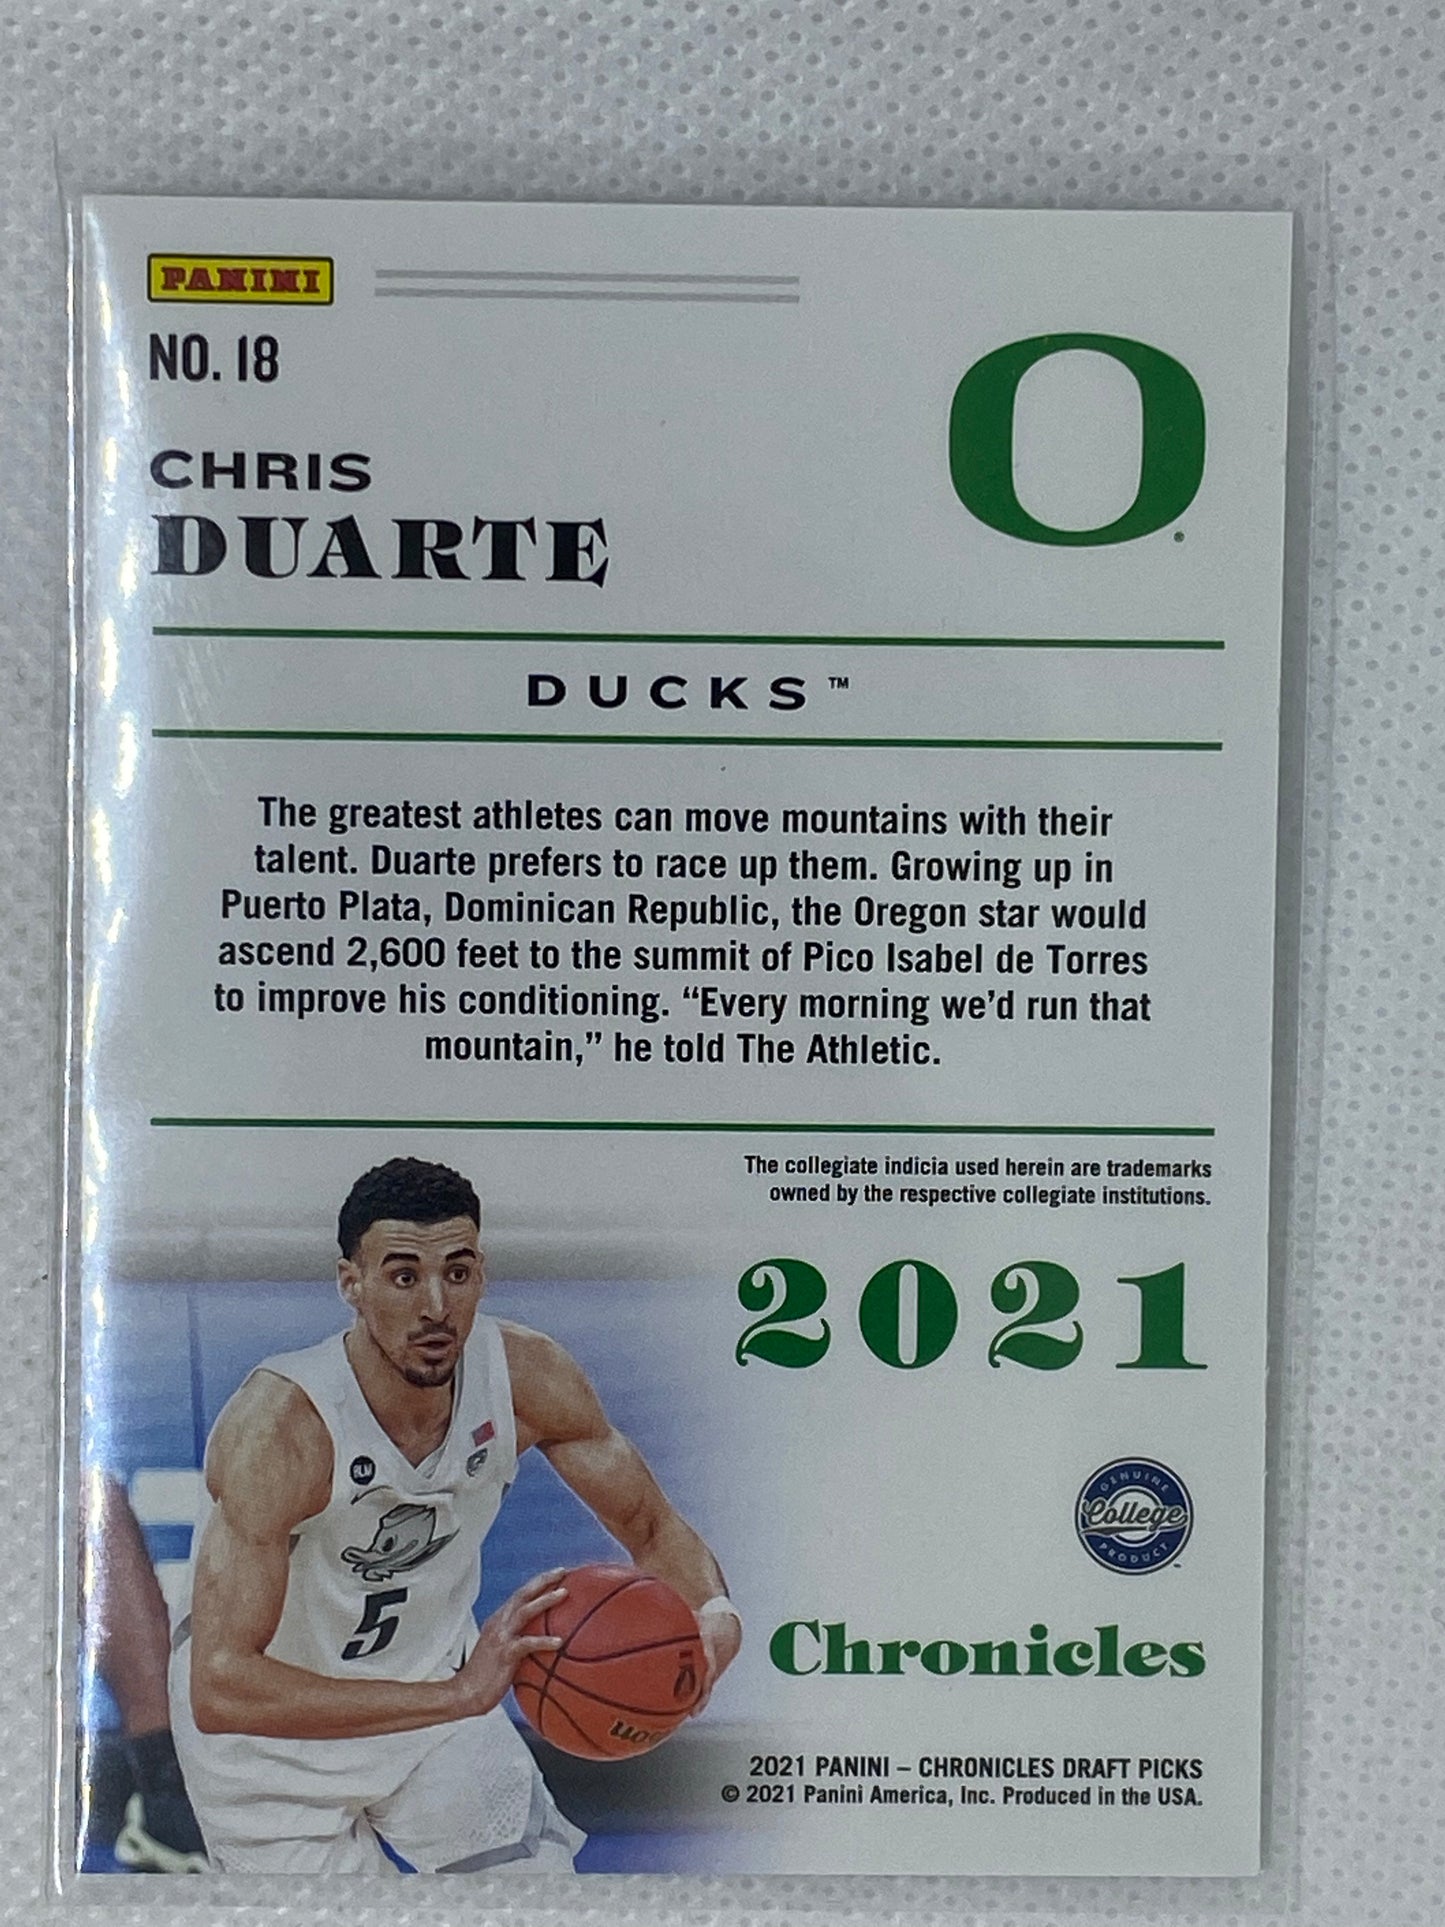 PANINI
NO. 18
CHRIS
DUARTE
O
DUCKS™
The greatest athletes can move mountains with their
talent. Duarte prefers to race up them. Growing up in
Puerto Plata, Dominican Republic, the Oregon star would
ascend 2,600 feet to the summit of Pico Isabel de Torres
to improve his conditioning. “Every morning we’d run that
mountain,” he told The Athletic.
The collegiate indicia used herein are trademarks
owned by the respective collegiate institutions.
2021
BLM
5
GENUINE
College
PRODUCT
Chronicles
2021 PANINI – CHRONICLES DRAFT PICKS
© 2021 Panini America, Inc. Produced in the USA.